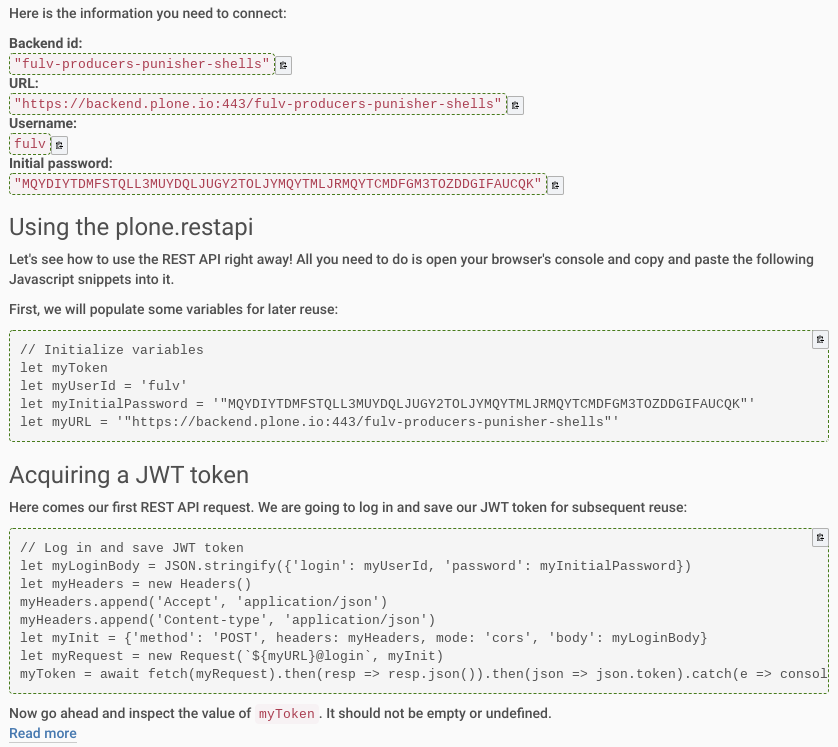 Here is the information you need to connect:
Backend id:
"fulv-producers-punisher-shells"
URL:
"https://backend.plone.io:443/fulv-producers-punisher-shells"
Username:
fulv
Initial password:
"MQYDIYTDMFSTQLL3MUYDQLJUGY2TOLJYMQYTMLJRMQYTCMDFGM3TOZDDGIFAUCQK"
Using the plone.restapi
Let's see how to use the REST API right away! All you need to do is open your browser's console and copy and paste the following
Javascript snippets into it.
First, we will populate some variables for later reuse:
// Initialize variables
let myToken
let myUserId = 'fulv'
let myInitialPassword = '"MQYDIYTDMFSTQLL3MUYDQLJUGY2TOLJYMQYTMLJRMQYTCMDFGM3TOZDDGIFAUCQK"'
let myURL = '"https://backend.plone.io:443/fulv-producers-punisher-shells"'
Acquiring a JWT token
Here comes our first REST API request. We are going to log in and save our JWT token for subsequent reuse:
// Log in and save JWT token
let myLoginBody = JSON.stringify({'login': myUserId, 'password': myInitialPassword})
let myHeaders = new Headers()
myHeaders.append('Accept', 'application/json')
myHeaders.append('Content-type', 'application/json')
let myInit = {'method': 'POST', headers: myHeaders, mode: 'cors', 'body': myLoginBody}
let myRequest = new Request(`${myURL}@login`, myInit)
myToken = await fetch(myRequest).then(resp => resp.json()).then(json => json.token).catch(e => consol
Now go ahead and inspect the value of myToken . It should not be empty or undefined.
Read more